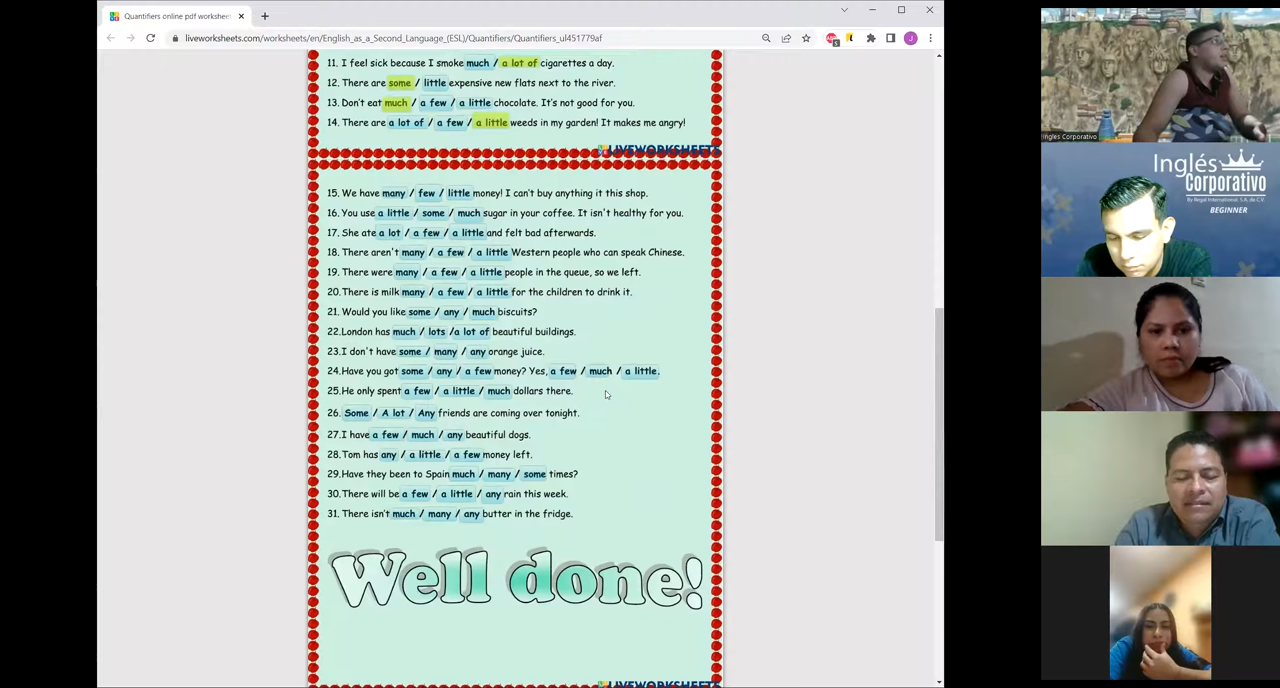 Quantifiers online pdf worksheet
liveworksheets.com/worksheets/en/English_as_a_Second_Language_(ESL)/Quantifiers/Quantifiers_ul451779af
11. I feel sick because I smoke much / a lot of cigarettes a day.
12. There are some / little expensive new flats next to the river.
13. Don't eat much / a few / a little chocolate. It's not good for you.
14. There are a lot of / a few / a little weeds in my garden! It makes me angry!
LIVEWORKSHEETS
15. We have many / few / little money! I can't buy anything it this shop.
16. You use a little / some / much sugar in your coffee. It isn't healthy for you.
17. She ate a lot / a few / a little and felt bad afterwards.
18. There aren't many / a few / a little Western people who can speak Chinese.
19. There were many / a few / a little people in the queue, so we left.
20. There is milk many / a few / a little for the children to drink it.
21. Would you like some / any / much biscuits?
22.London has much / lots /a lot of beautiful buildings.
23.I don't have some / many / any orange juice.
24.Have you got some / any / a few money? Yes, a few / much / a little.
25.He only spent a few / a little / much dollars there.
26. Some / A lot / Any friends are coming over tonight.
27.I have a few / much / any beautiful dogs.
28.Tom has any / a little / a few money left.
29.Have they been to Spain much / many / some times?
30.There will be a few / a little / any rain this week.
31. There isn't much / many / any butter in the fridge.
Well done!
LIVEWORKSHEETS
Inglés Corporativo
Inglés
Corporativo
By Regal International, S.A. de C.V.
BEGINNER